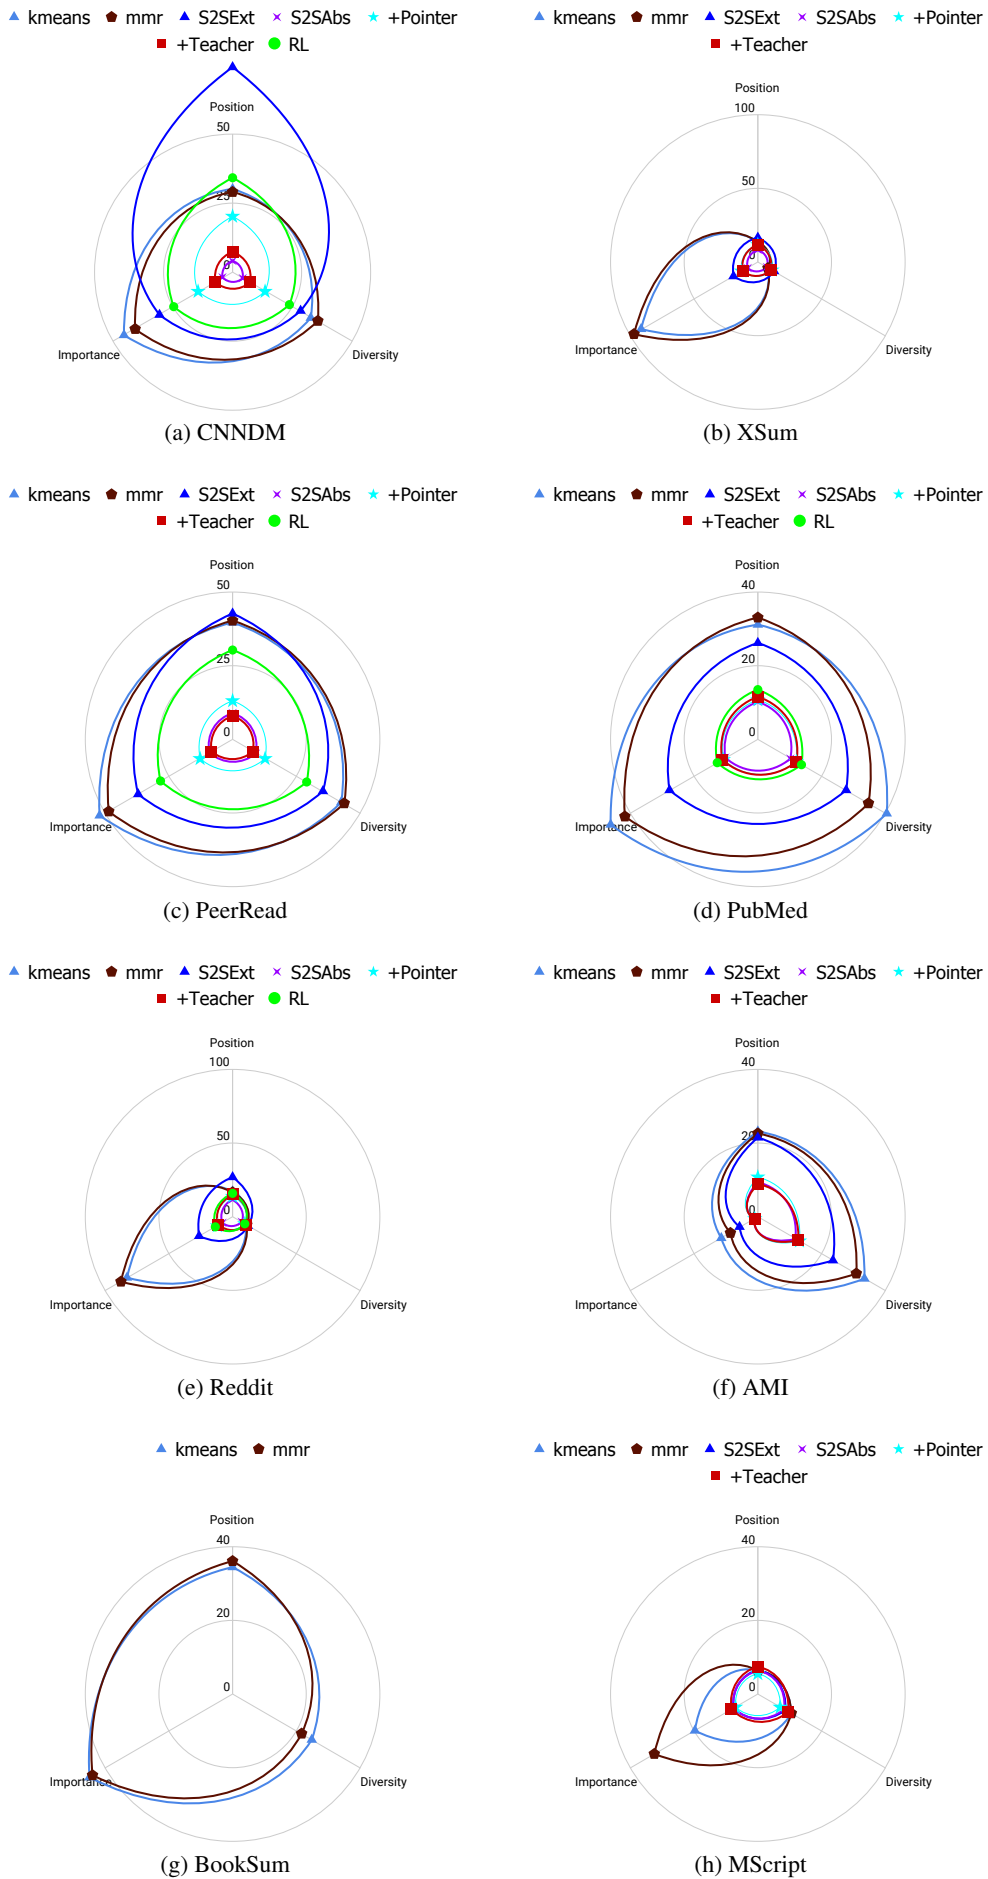 kmeans mmr S2SExt S2SAbs +Pointer
+Teacher RL
Position
50
25
0
Importance
Diversity
(a) CNNDM
kmeans mmr S2SExt S2SAbs +Pointer
+Teacher
Position
100
50
0
Importance
Diversity
(b) XSum
kmeans mmr S2SExt S2SAbs +Pointer
+Teacher RL
Position
50
25
0
Importance
Diversity
(c) PeerRead
kmeans mmr S2SExt S2SAbs +Pointer
+Teacher RL
Position
40
20
0
Importance
Diversity
(d) PubMed
kmeans mmr S2SExt S2SAbs +Pointer
+Teacher RL
Position
100
50
0
Importance
Diversity
(e) Reddit
kmeans mmr S2SExt S2SAbs +Pointer
+Teacher
Position
40
20
0
Importance
Diversity
(f) AMI
kmeans mmr
Position
40
20
0
Importance
Diversity
(g) BookSum
kmeans mmr S2SExt S2SAbs +Pointer
+Teacher
Position
40
20
0
Importance
Diversity
(h) MScript